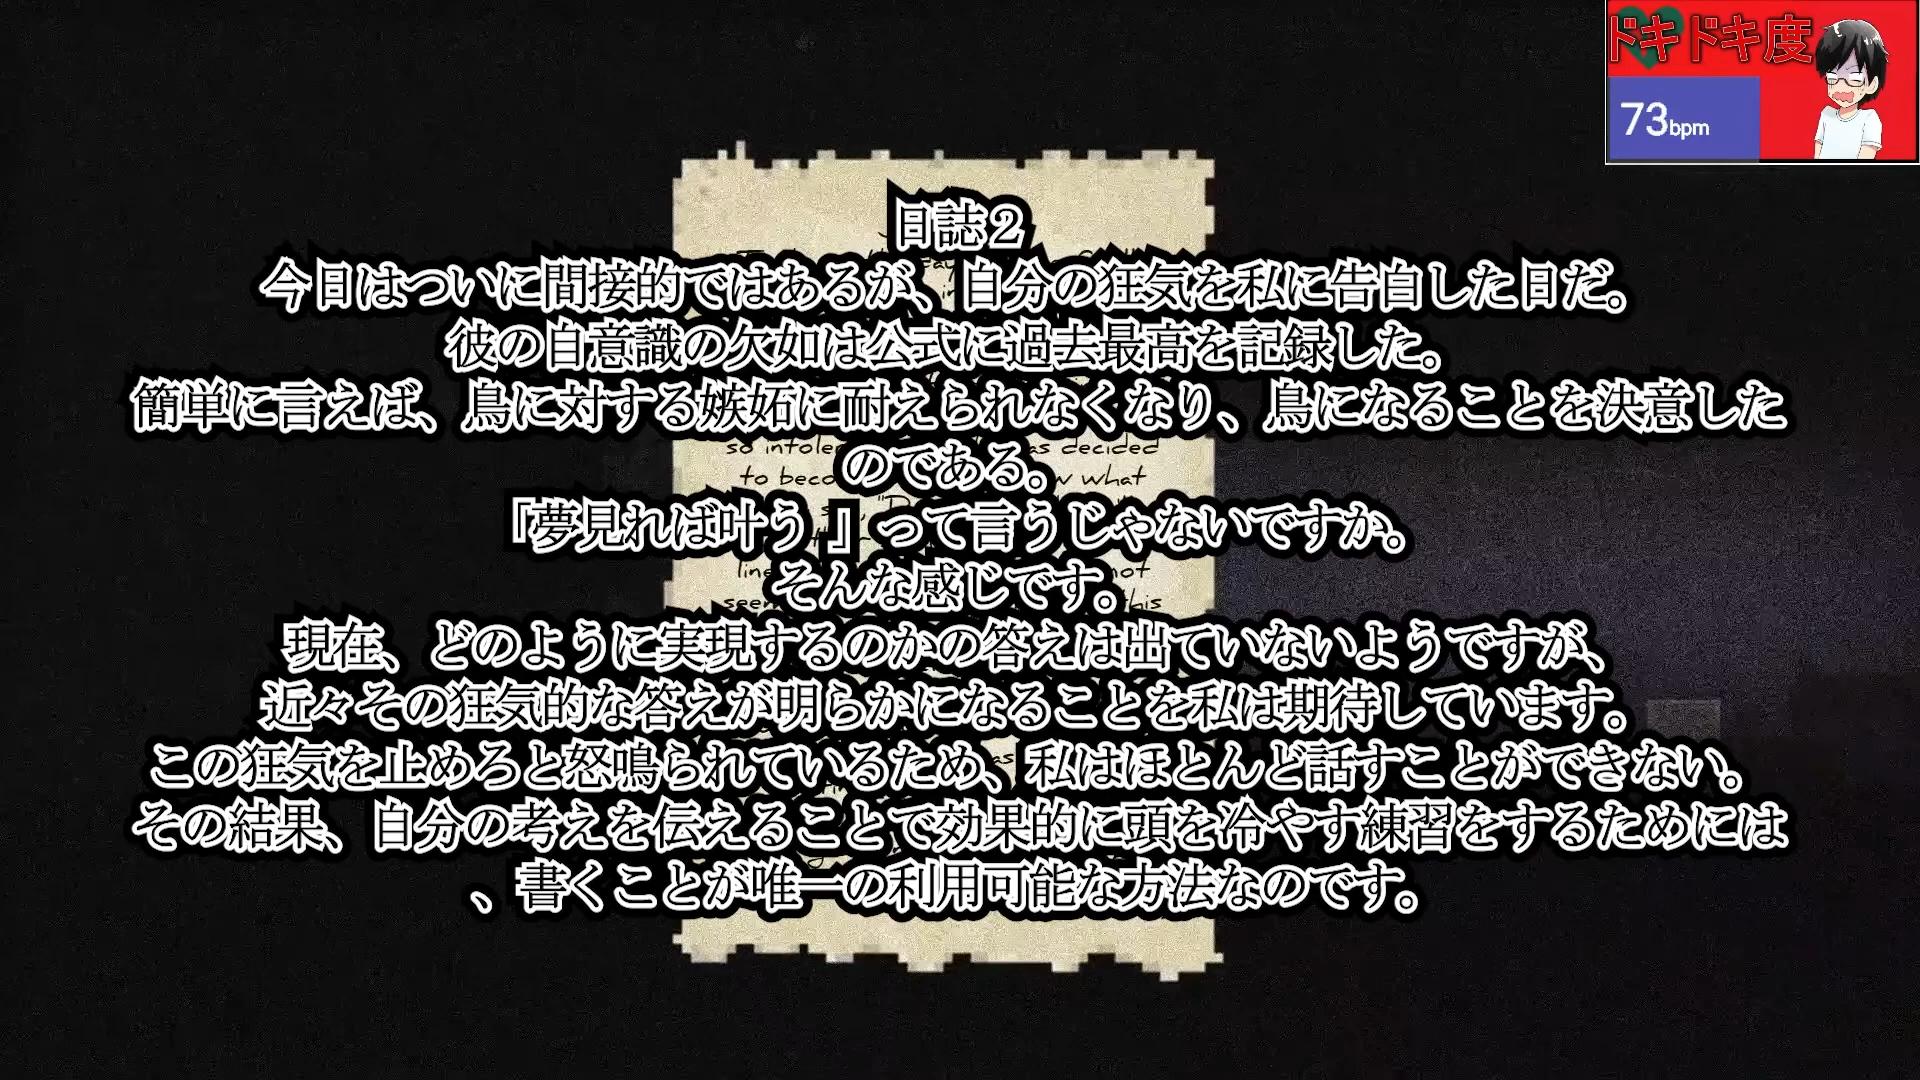 ドキドキ度
73bpm
日誌２
今日はついに間接的ではあるが、自分の狂気を私に告白した日だ。
彼の自意識の欠如は公式に過去最高を記録した。
簡単に言えば、鳥に対する嫉妬に耐えられなくなり、鳥になることを決意した
のである。
『夢見れば叶う 』って言うじゃないですか。
そんな感じです。
現在、どのように実現するのかの答えは出ていないようですが、
近々その狂気的な答えが明らかになることを私は期待しています。
この狂気を止めろと怒鳴られているため、私はほとんど話すことができない。
その結果、自分の考えを伝えることで効果的に頭を冷やす練習をするためには
、書くことが唯一の利用可能な方法なのです。
so
decided
to
what